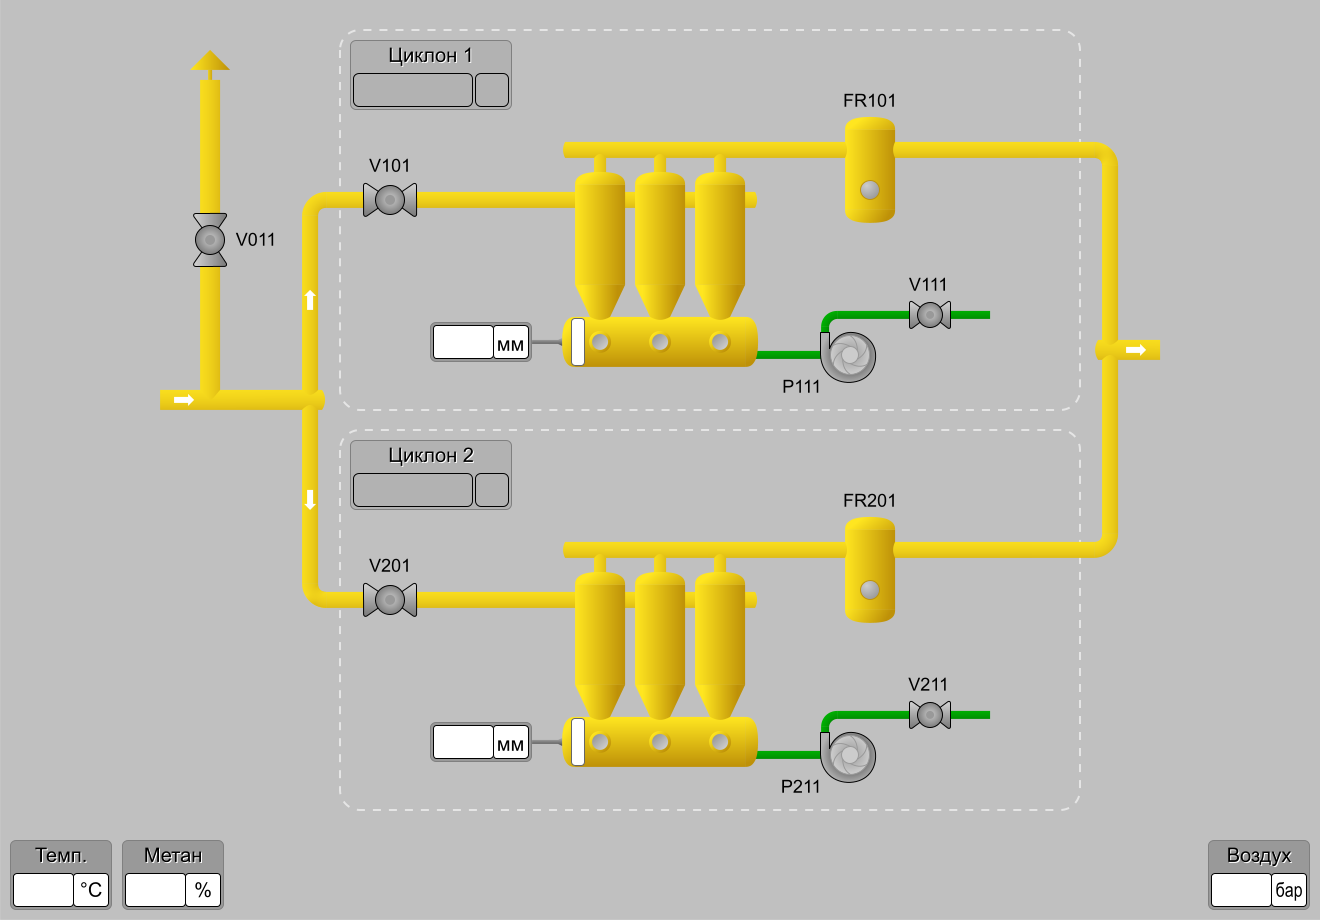 Циклон 1
FR101
V101
V011
V111
мм
P111
Циклон 2
FR201
V201
V211
мм
P211
Темп.
°C
Метан
%
Воздух
бар